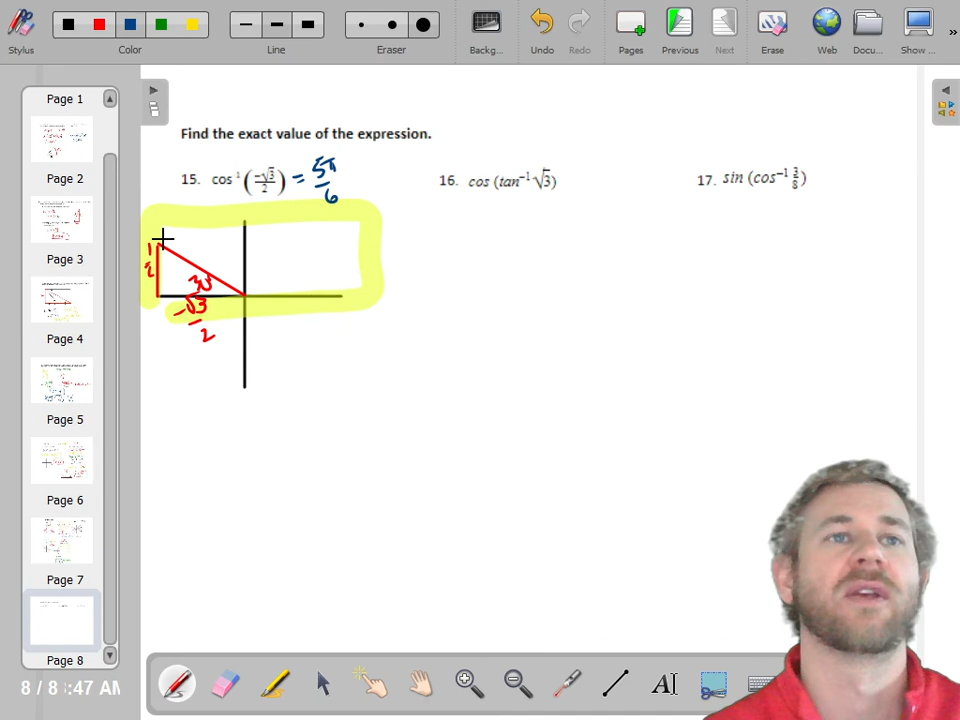 Stylus
Color
Line
Eraser
Backg...
Undo
Redo
Pages
Previous
Next
Erase
Web
Docu...
Show ...
»
Page 1
Page 2
Page 3
Page 4
Page 5
Page 6
Page 7
Page 8
8 / 8 :47 AM
Find the exact value of the expression.
15. cos⁻¹ (−√3/2) = 5π/6
16. cos (tan⁻¹ √3)
17. sin (cos⁻¹ 3/8)
1/2
30
−√3/2
A